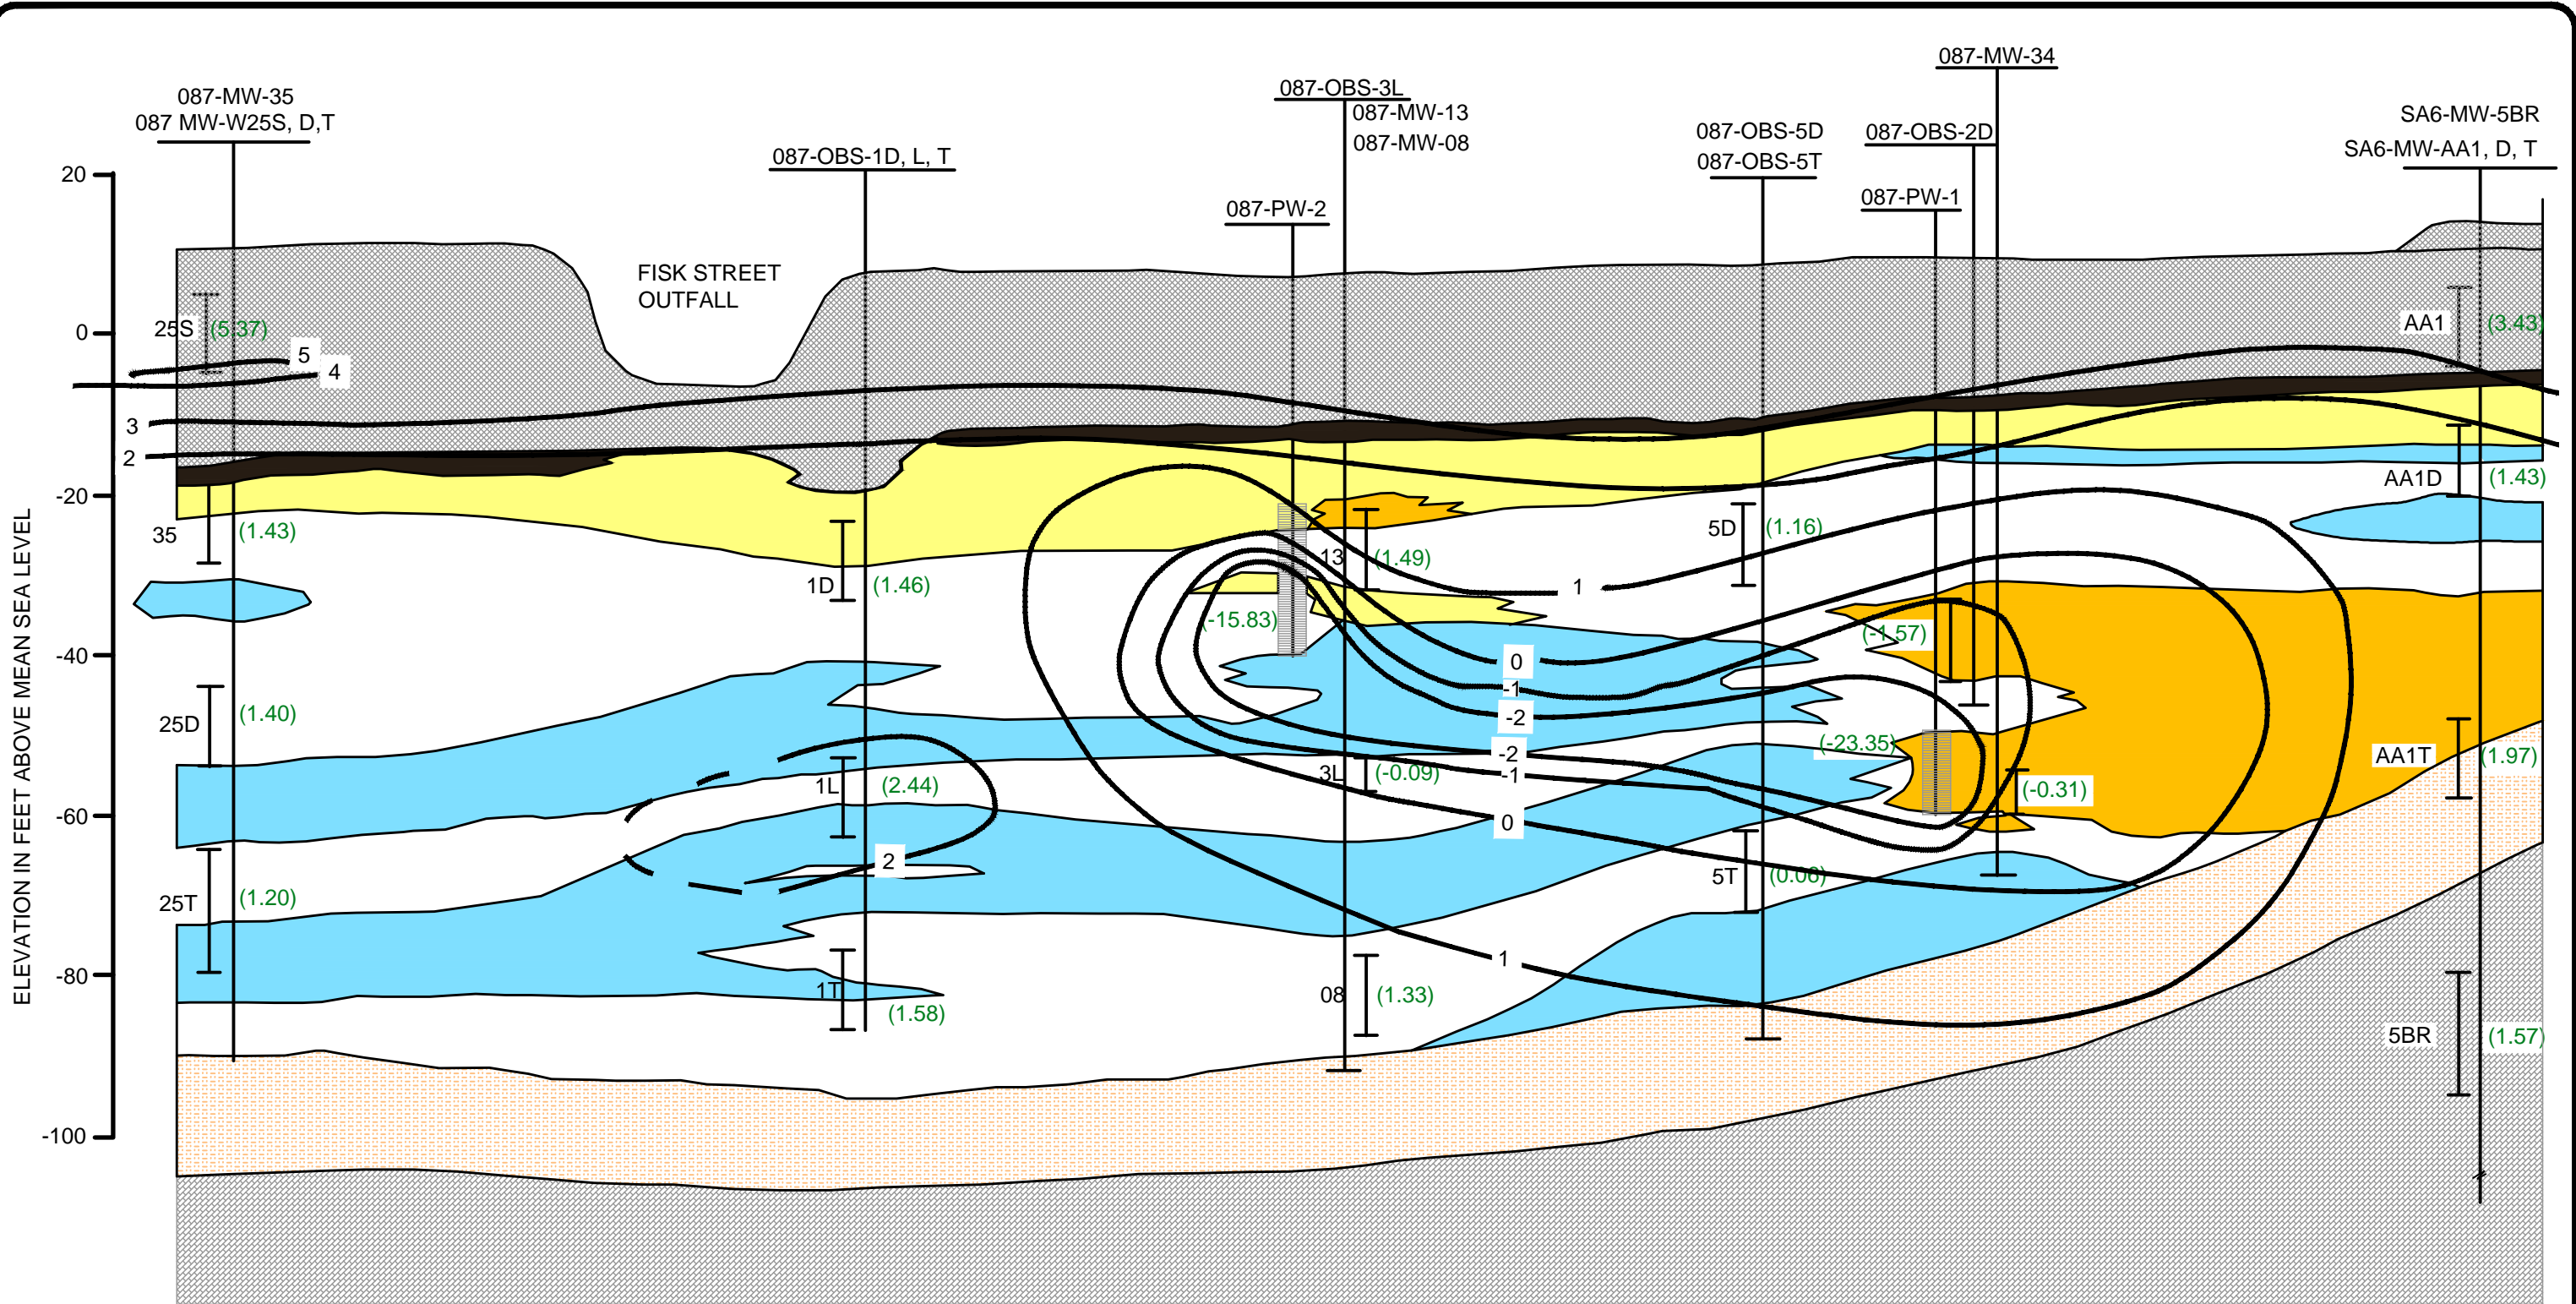 087-MW-34
087-OBS-3L
087-MW-35
087-MW-13
SA6-MW-5BR
087 MW-W25S, D,T
087-OBS-5D
087-OBS-2D
087-MW-08
SA6-MW-AA1, D, T
087-OBS-1D, L, T
087-OBS-5T
20
087-PW-1
087-PW-2
FISK STREET
OUTFALL
25S (5.37)
0
AA1 (3.43)
5
4
3
2
AA1D (1.43)
-20
35 (1.43)
5D (1.16)
13 (1.49)
1D (1.46)
1
(-15.83)
(-1.57)
-40
0
-1
25D (1.40)
-2
(-23.35)
-2
AA1T (1.97)
3L (-0.09)
-1
1L (2.44)
(-0.31)
-60
0
2
5T (0.06)
25T (1.20)
1
-80
1T
08 (1.33)
(1.58)
5BR (1.57)
-100
ELEVATION IN FEET ABOVE MEAN SEA LEVEL